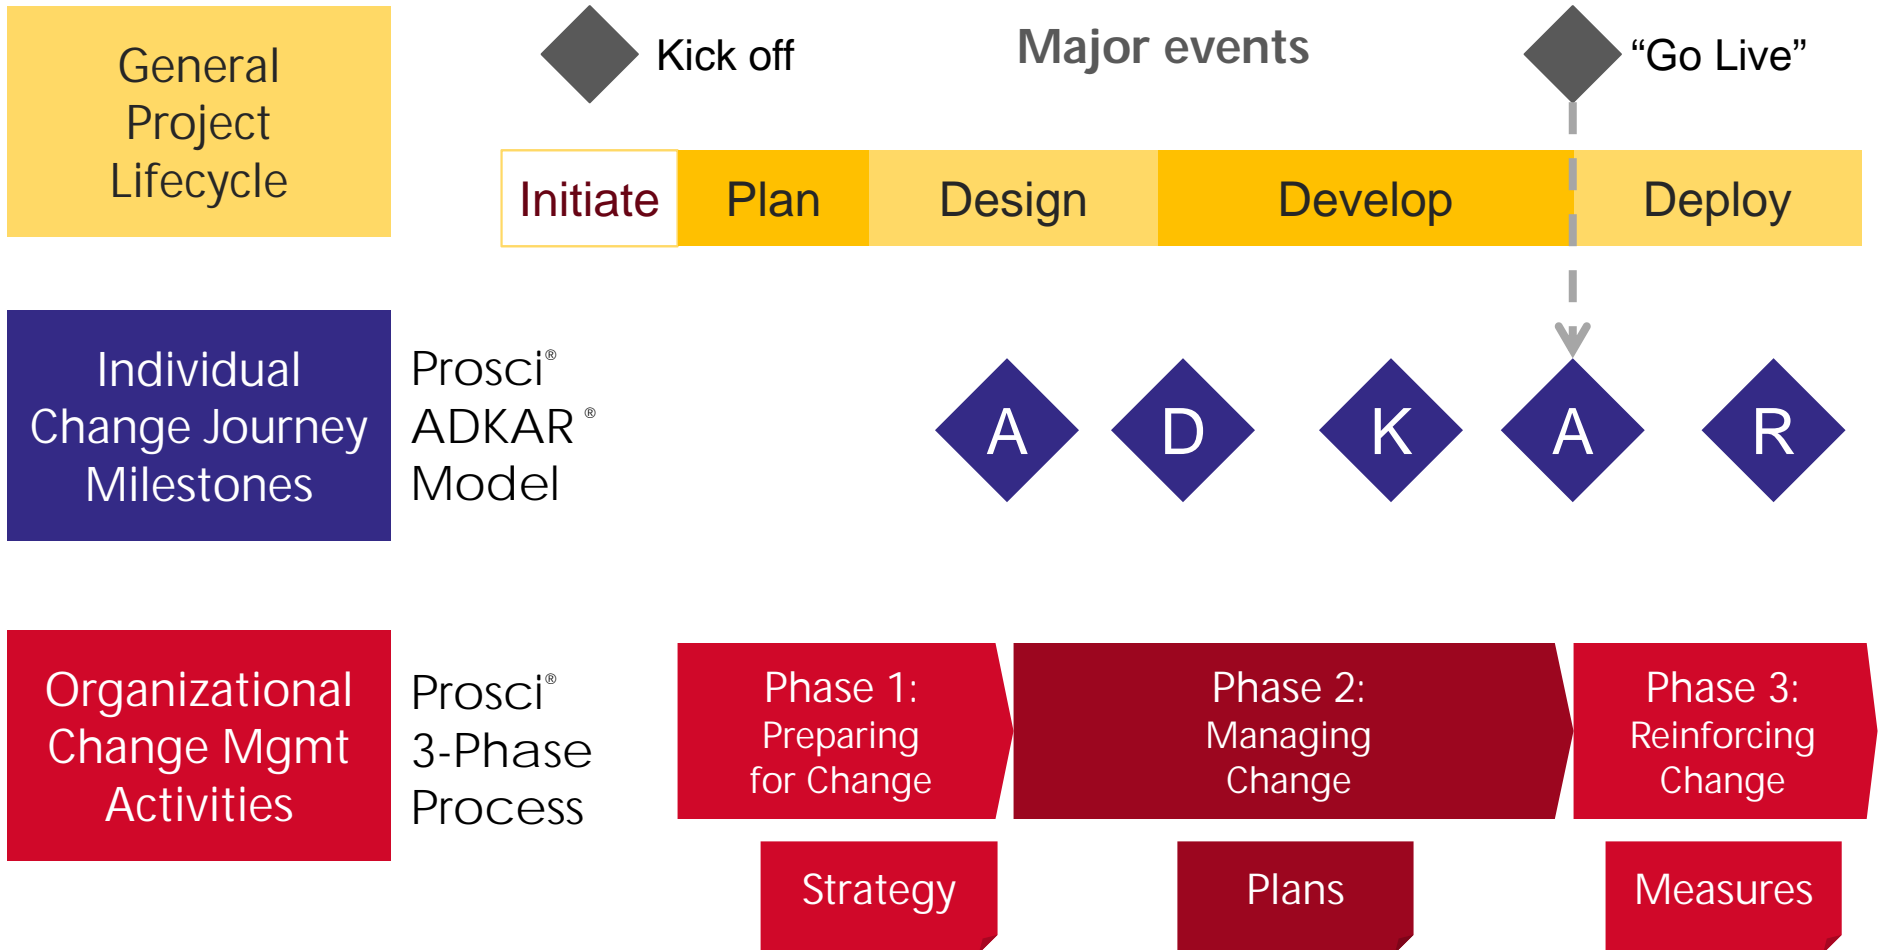 General
Project
Lifecycle
Kick off
Major events
“Go Live”
Initiate
Plan
Design
Develop
Deploy
Individual
Change Journey
Milestones
Prosci®
ADKAR®
Model
A
D
K
A
R
Organizational
Change Mgmt
Activities
Prosci®
3-Phase
Process
Phase 1:
Preparing
for Change
Phase 2:
Managing
Change
Phase 3:
Reinforcing
Change
Strategy
Plans
Measures